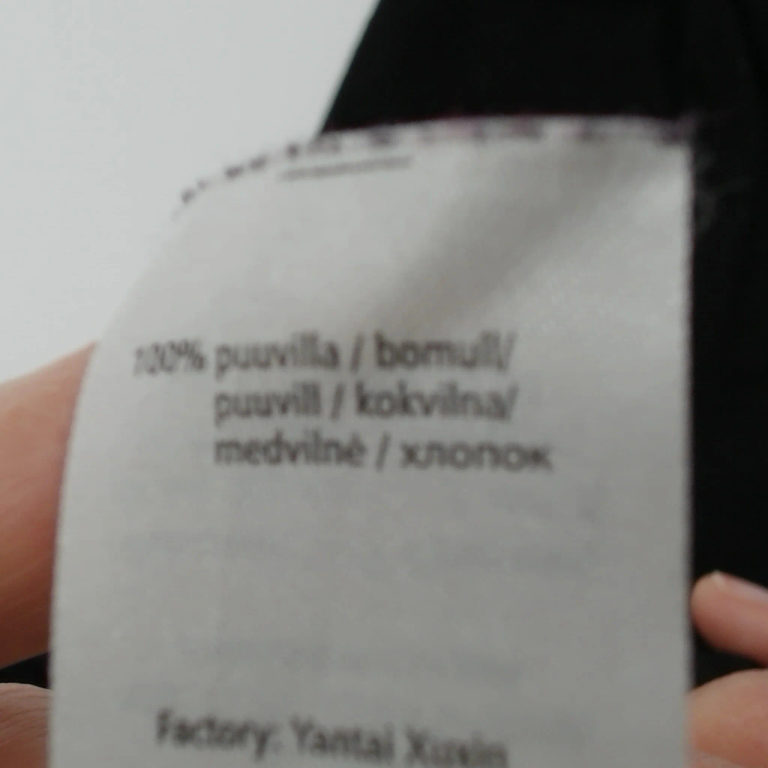 100% puuvilla / bomull/
puuvill / kokvilna/
medvilnė / хлопок
Factory: Yantai Xuxin